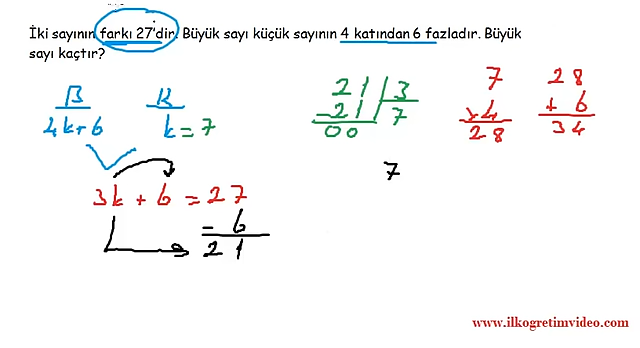 İki sayının farkı 27'dir. Büyük sayı küçük sayının 4 katından 6 fazladır. Büyük
sayı kaçtır?
B K
4k+6 k=7
3k + 6 = 27
- 6
21
21 3
- 21 7
00
7
x 4
28
28
+ 6
34
7
www.ilkogretimvideo.com